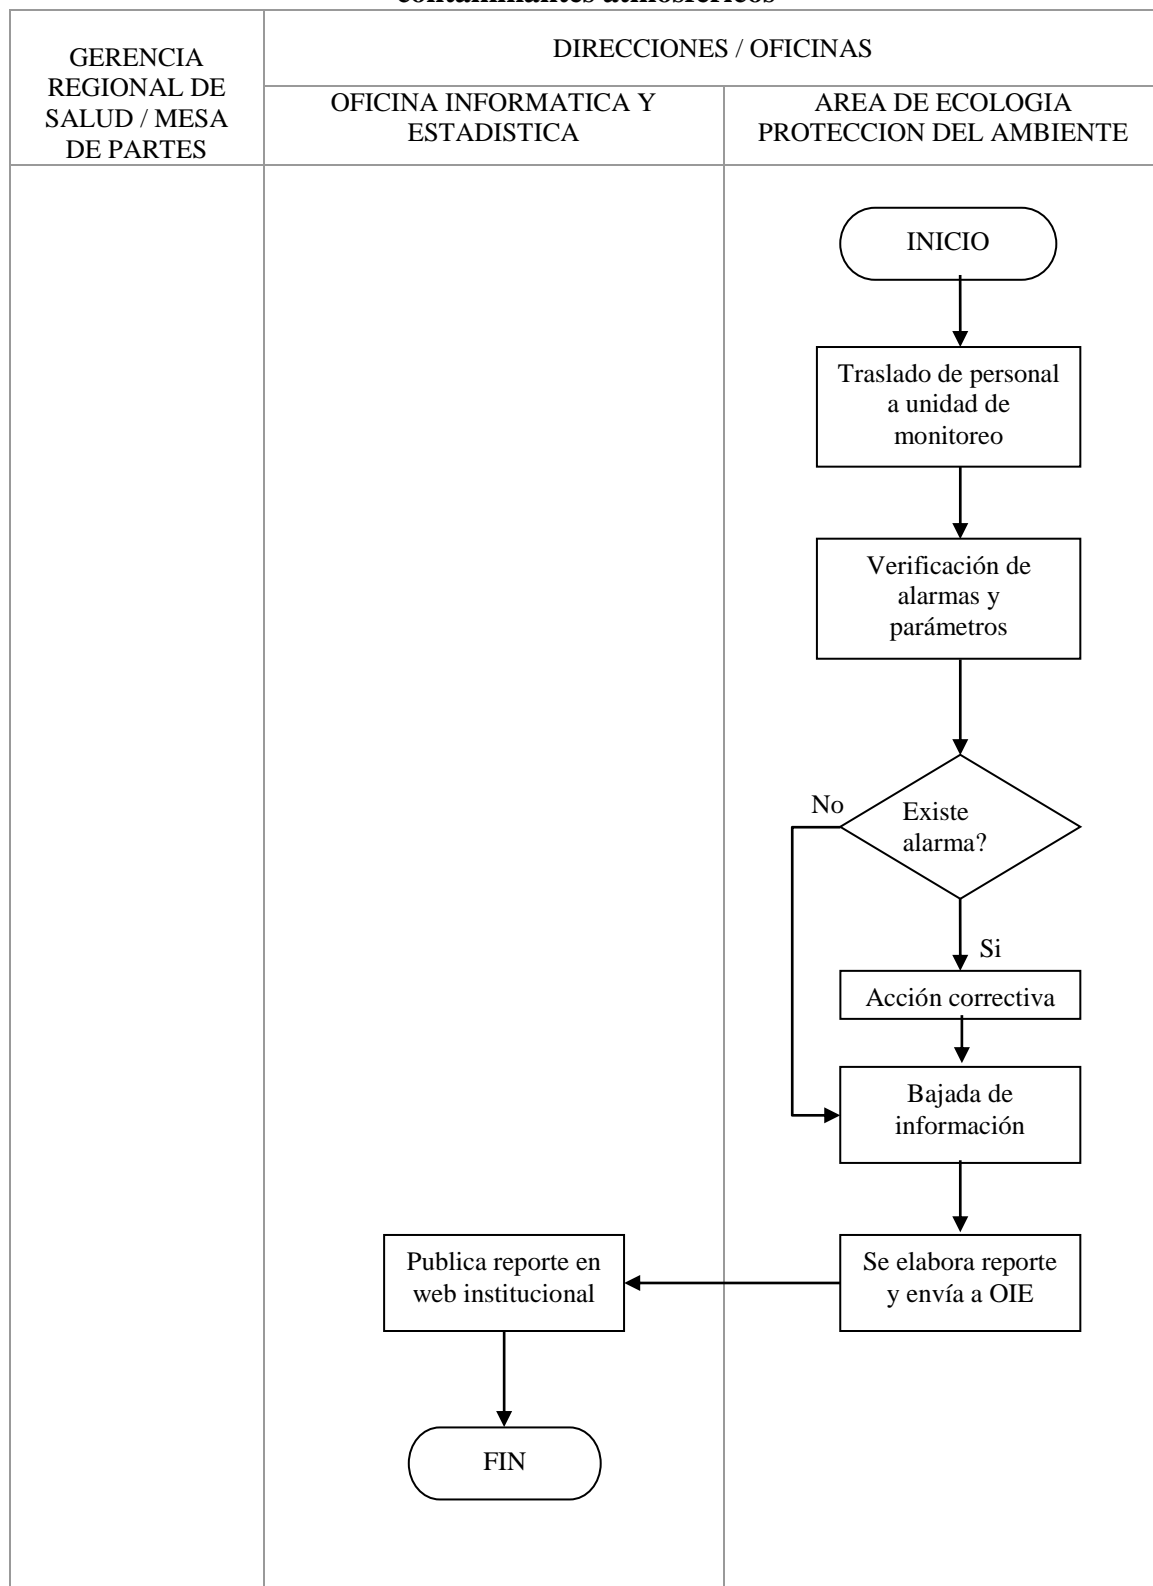 contaminantes atmosféricos
GERENCIA
REGIONAL DE
SALUD / MESA
DE PARTES
DIRECCIONES / OFICINAS
OFICINA INFORMATICA Y
ESTADISTICA
AREA DE ECOLOGIA
PROTECCION DEL AMBIENTE
INICIO
Traslado de personal
a unidad de
monitoreo
Verificación de
alarmas y
parámetros
No
Existe
alarma?
Si
Acción correctiva
Bajada de
información
Se elabora reporte
y envía a OIE
Publica reporte en
web institucional
FIN